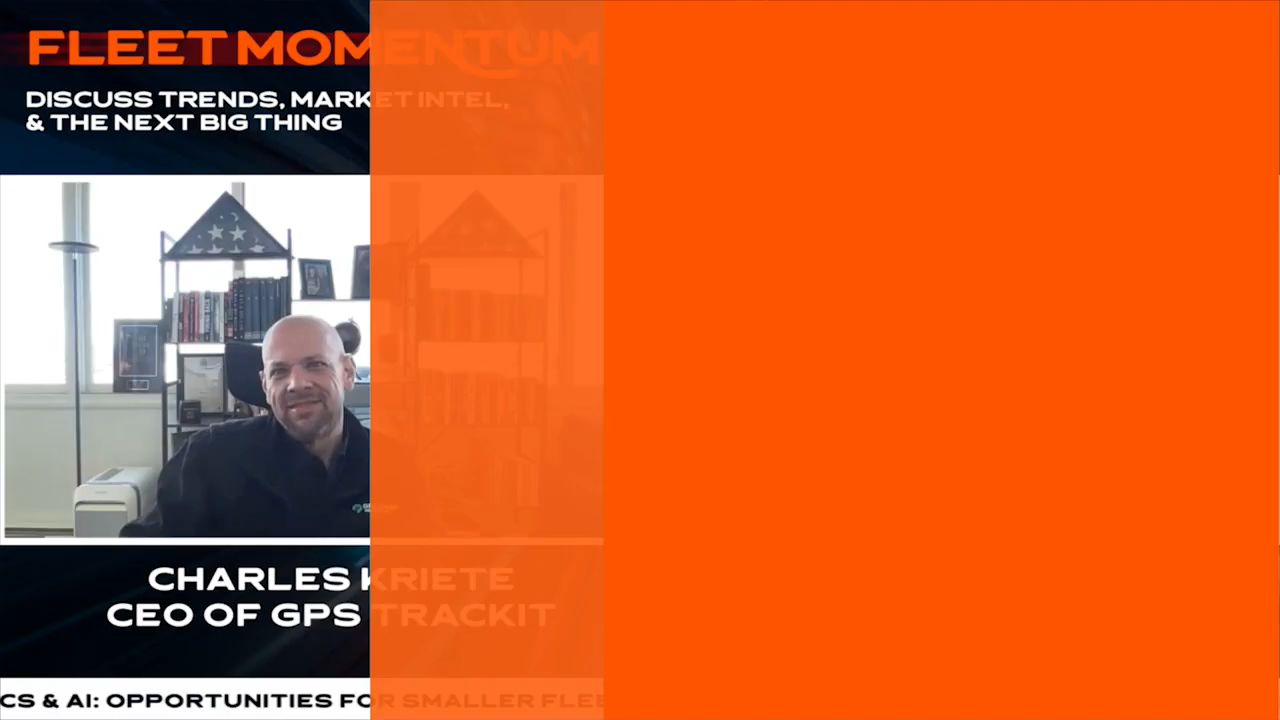 FLEET MOMENTUM
DISCUSS TRENDS, MARKET INTEL,
& THE NEXT BIG THING
CHARLES KRIETE
CEO OF GPS TRACKIT
CS & AI: OPPORTUNITIES FOR SMALLER FLEE